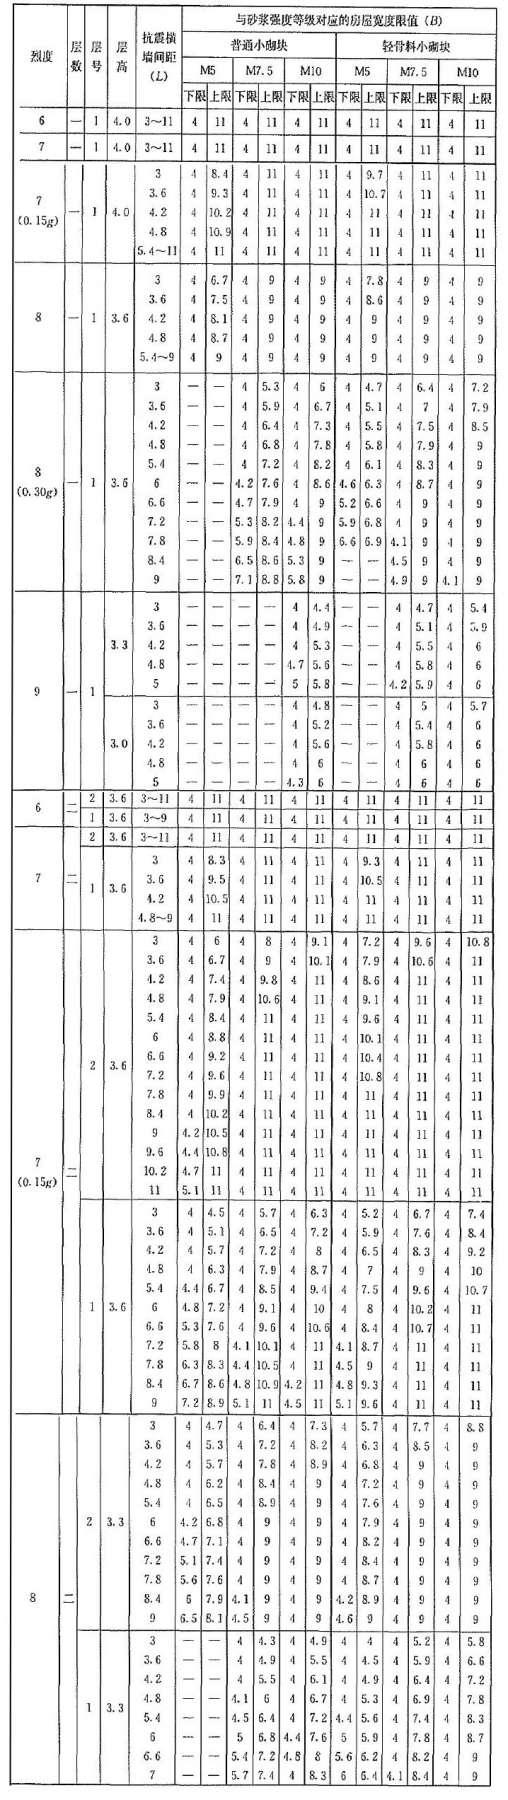 烈度 层数 层号 层高 抗震横墙间距(L) 与砂浆强度等级对应的房屋宽度限值（B）
普通小砌块 轻骨料小砌块
M5 M7.5 M10 M5 M7.5 M10
下限 上限 下限 上限 下限 上限 下限 上限 下限 上限 下限 上限
6 一 1 4.0 3～11 4 11 4 11 4 11 4 11 4 11 4 11
7 一 1 4.0 3～11 4 11 4 11 4 11 4 11 4 11 4 11
7 (0.15g) 一 1 4.0 3 4 8.4 4 11 4 11 4 9.7 4 11 4 11
3.6 4 9.3 4 11 4 11 4 10.7 4 11 4 11
4.2 4 10.2 4 11 4 11 4 11 4 11 4 11
4.8 4 10.9 4 11 4 11 4 11 4 11 4 11
5.4～11 4 11 4 11 4 11 4 11 4 11 4 11
8 一 1 3.6 3 4 6.7 4 9 4 9 4 7.8 4 9 4 9
3.6 4 7.5 4 9 4 9 4 8.6 4 9 4 9
4.2 4 8.1 4 9 4 9 4 9 4 9 4 9
4.8 4 8.7 4 9 4 9 4 9 4 9 4 9
5.4～9 4 9 4 9 4 9 4 9 4 9 4 9
8 (0.30g) 一 1 3.6 3 — — 4 5.3 4 6 4 4.7 4 6.4 4 7.2
3.6 — — 4 5.9 4 6.7 4 5.1 4 7 4 7.9
4.2 — — 4 6.4 4 7.3 4 5.5 4 7.5 4 8.5
4.8 — — 4 6.8 4 7.8 4 5.8 4 7.9 4 9
5.4 — — 4 7.2 4 8.2 4 6.1 4 8.3 4 9
6 — — 4.2 7.6 4 8.6 4.6 6.3 4 8.7 4 9
6.6 — — 4.7 7.9 4 9 5.2 6.6 4 9 4 9
7.2 — — 5.3 8.2 4.4 9 5.9 6.8 4 9 4 9
7.8 — — 5.9 8.4 4.8 9 6.6 6.9 4.1 9 4 9
8.4 — — 6.5 8.6 5.3 9 — — 4.5 9 4 9
9 — — 7.1 8.8 5.8 9 — — 4.9 9 4.1 9
9 一 1 3.3 3 — — — — 4 4.4 — — 4 4.7 4 5.4
3.6 — — — — 4 4.9 — — 4 5.1 4 5.9
4.2 — — — — 4 5.3 — — 4 5.5 4 6
4.8 — — — — 4.7 5.6 — — 4 5.8 4 6
5 — — — — 5 5.8 — — 4.2 5.9 4 6
3.0 3 — — — — 4 4.8 — — 4 5 4 5.7
3.6 — — — — 4 5.2 — — 4 5.4 4 6
4.2 — — — — 4 5.6 — — 4 5.8 4 6
4.8 — — — — 4 6 — — 4 6 4 6
5 — — — — 4.3 6 — — 4 6 4 6
6 二 2 3.6 3～11 4 11 4 11 4 11 4 11 4 11 4 11
1 3.6 3～9 4 11 4 11 4 11 4 11 4 11 4 11
7 二 2 3.6 3～11 4 11 4 11 4 11 4 11 4 11 4 11
1 3.6 3 4 8.3 4 11 4 11 4 9.3 4 11 4 11
3.6 4 9.5 4 11 4 11 4 10.5 4 11 4 11
4.2 4 10.5 4 11 4 11 4 11 4 11 4 11
4.8～9 4 11 4 11 4 11 4 11 4 11 4 11
7 (0.15g) 二 2 3.6 3 4 6 4 8 4 9.1 4 7.2 4 9.6 4 10.8
3.6 4 6.7 4 9 4 10.1 4 7.9 4 10.6 4 11
4.2 4 7.4 4 9.8 4 11 4 8.6 4 11 4 11
4.8 4 7.9 4 10.6 4 11 4 9.1 4 11 4 11
5.4 4 8.4 4 11 4 11 4 9.6 4 11 4 11
6 4 8.8 4 11 4 11 4 10.1 4 11 4 11
6.6 4 9.2 4 11 4 11 4 10.4 4 11 4 11
7.2 4 9.6 4 11 4 11 4 10.8 4 11 4 11
7.8 4 9.9 4 11 4 11 4 11 4 11 4 11
8.4 4 10.2 4 11 4 11 4 11 4 11 4 11
9 4.2 10.5 4 11 4 11 4 11 4 11 4 11
9.6 4.4 10.8 4 11 4 11 4 11 4 11 4 11
10.2 4.7 11 4 11 4 11 4 11 4 11 4 11
11 5.1 11 4 11 4 11 4 11 4 11 4 11
1 3.6 3 4 4.5 4 5.7 4 6.3 4 5.2 4 6.7 4 7.4
3.6 4 5.1 4 6.5 4 7.2 4 5.9 4 7.6 4 8.4
4.2 4 5.7 4 7.2 4 8 4 6.5 4 8.3 4 9.2
4.8 4 6.3 4 7.9 4 8.7 4 7 4 9 4 10
5.4 4.4 6.7 4 8.5 4 9.4 4 7.5 4 9.6 4 10.7
6 4.8 7.2 4 9.1 4 10 4 8 4 10.2 4 11
6.6 5.3 7.6 4 9.6 4 10.6 4 8.4 4 10.7 4 11
7.2 5.8 8 4.1 10.1 4 11 4.1 8.7 4 11 4 11
7.8 6.3 8.3 4.4 10.5 4 11 4.5 9 4 11 4 11
8.4 6.7 8.6 4.8 10.9 4.2 11 4.8 9.3 4 11 4 11
9 7.2 8.9 5.1 11 4.5 11 5.1 9.6 4 11 4 11
8 二 2 3.3 3 4 4.7 4 6.4 4 7.3 4 5.7 4 7.7 4 8.8
3.6 4 5.3 4 7.2 4 8.2 4 6.3 4 8.5 4 9
4.2 4 5.7 4 7.8 4 8.9 4 6.8 4 9 4 9
4.8 4 6.2 4 8.4 4 9 4 7.2 4 9 4 9
5.4 4 6.5 4 8.9 4 9 4 7.6 4 9 4 9
6 4.2 6.8 4 9 4 9 4 7.9 4 9 4 9
6.6 4.7 7.1 4 9 4 9 4 8.2 4 9 4 9
7.2 5.1 7.4 4 9 4 9 4 8.4 4 9 4 9
7.8 5.6 7.6 4 9 4 9 4 8.7 4 9 4 9
8.4 6 7.9 4.1 9 4 9 4.2 8.9 4 9 4 9
9 6.5 8.1 4.5 9 4 9 4.6 9 4 9 4 9
1 3.3 3 — — 4 4.3 4 4.9 4 4 4 5.2 4 5.8
3.6 — — 4 4.9 4 5.5 4 4.5 4 5.9 4 6.6
4.2 — — 4 5.5 4 6.1 4 4.9 4 6.4 4 7.2
4.8 — — 4.1 6 4 6.7 4 5.3 4 6.9 4 7.8
5.4 — — 4.5 6.4 4 7.2 4.4 5.6 4 7.4 4 8.3
6 — — 5 6.8 4.4 7.6 5 5.9 4 7.8 4 8.7
6.6 — — 5.4 7.2 4.8 8 5.6 6.2 4 8.2 4 9
7 — — 5.7 7.4 4 8.3 6 6.4 4.1 8.4 4 9